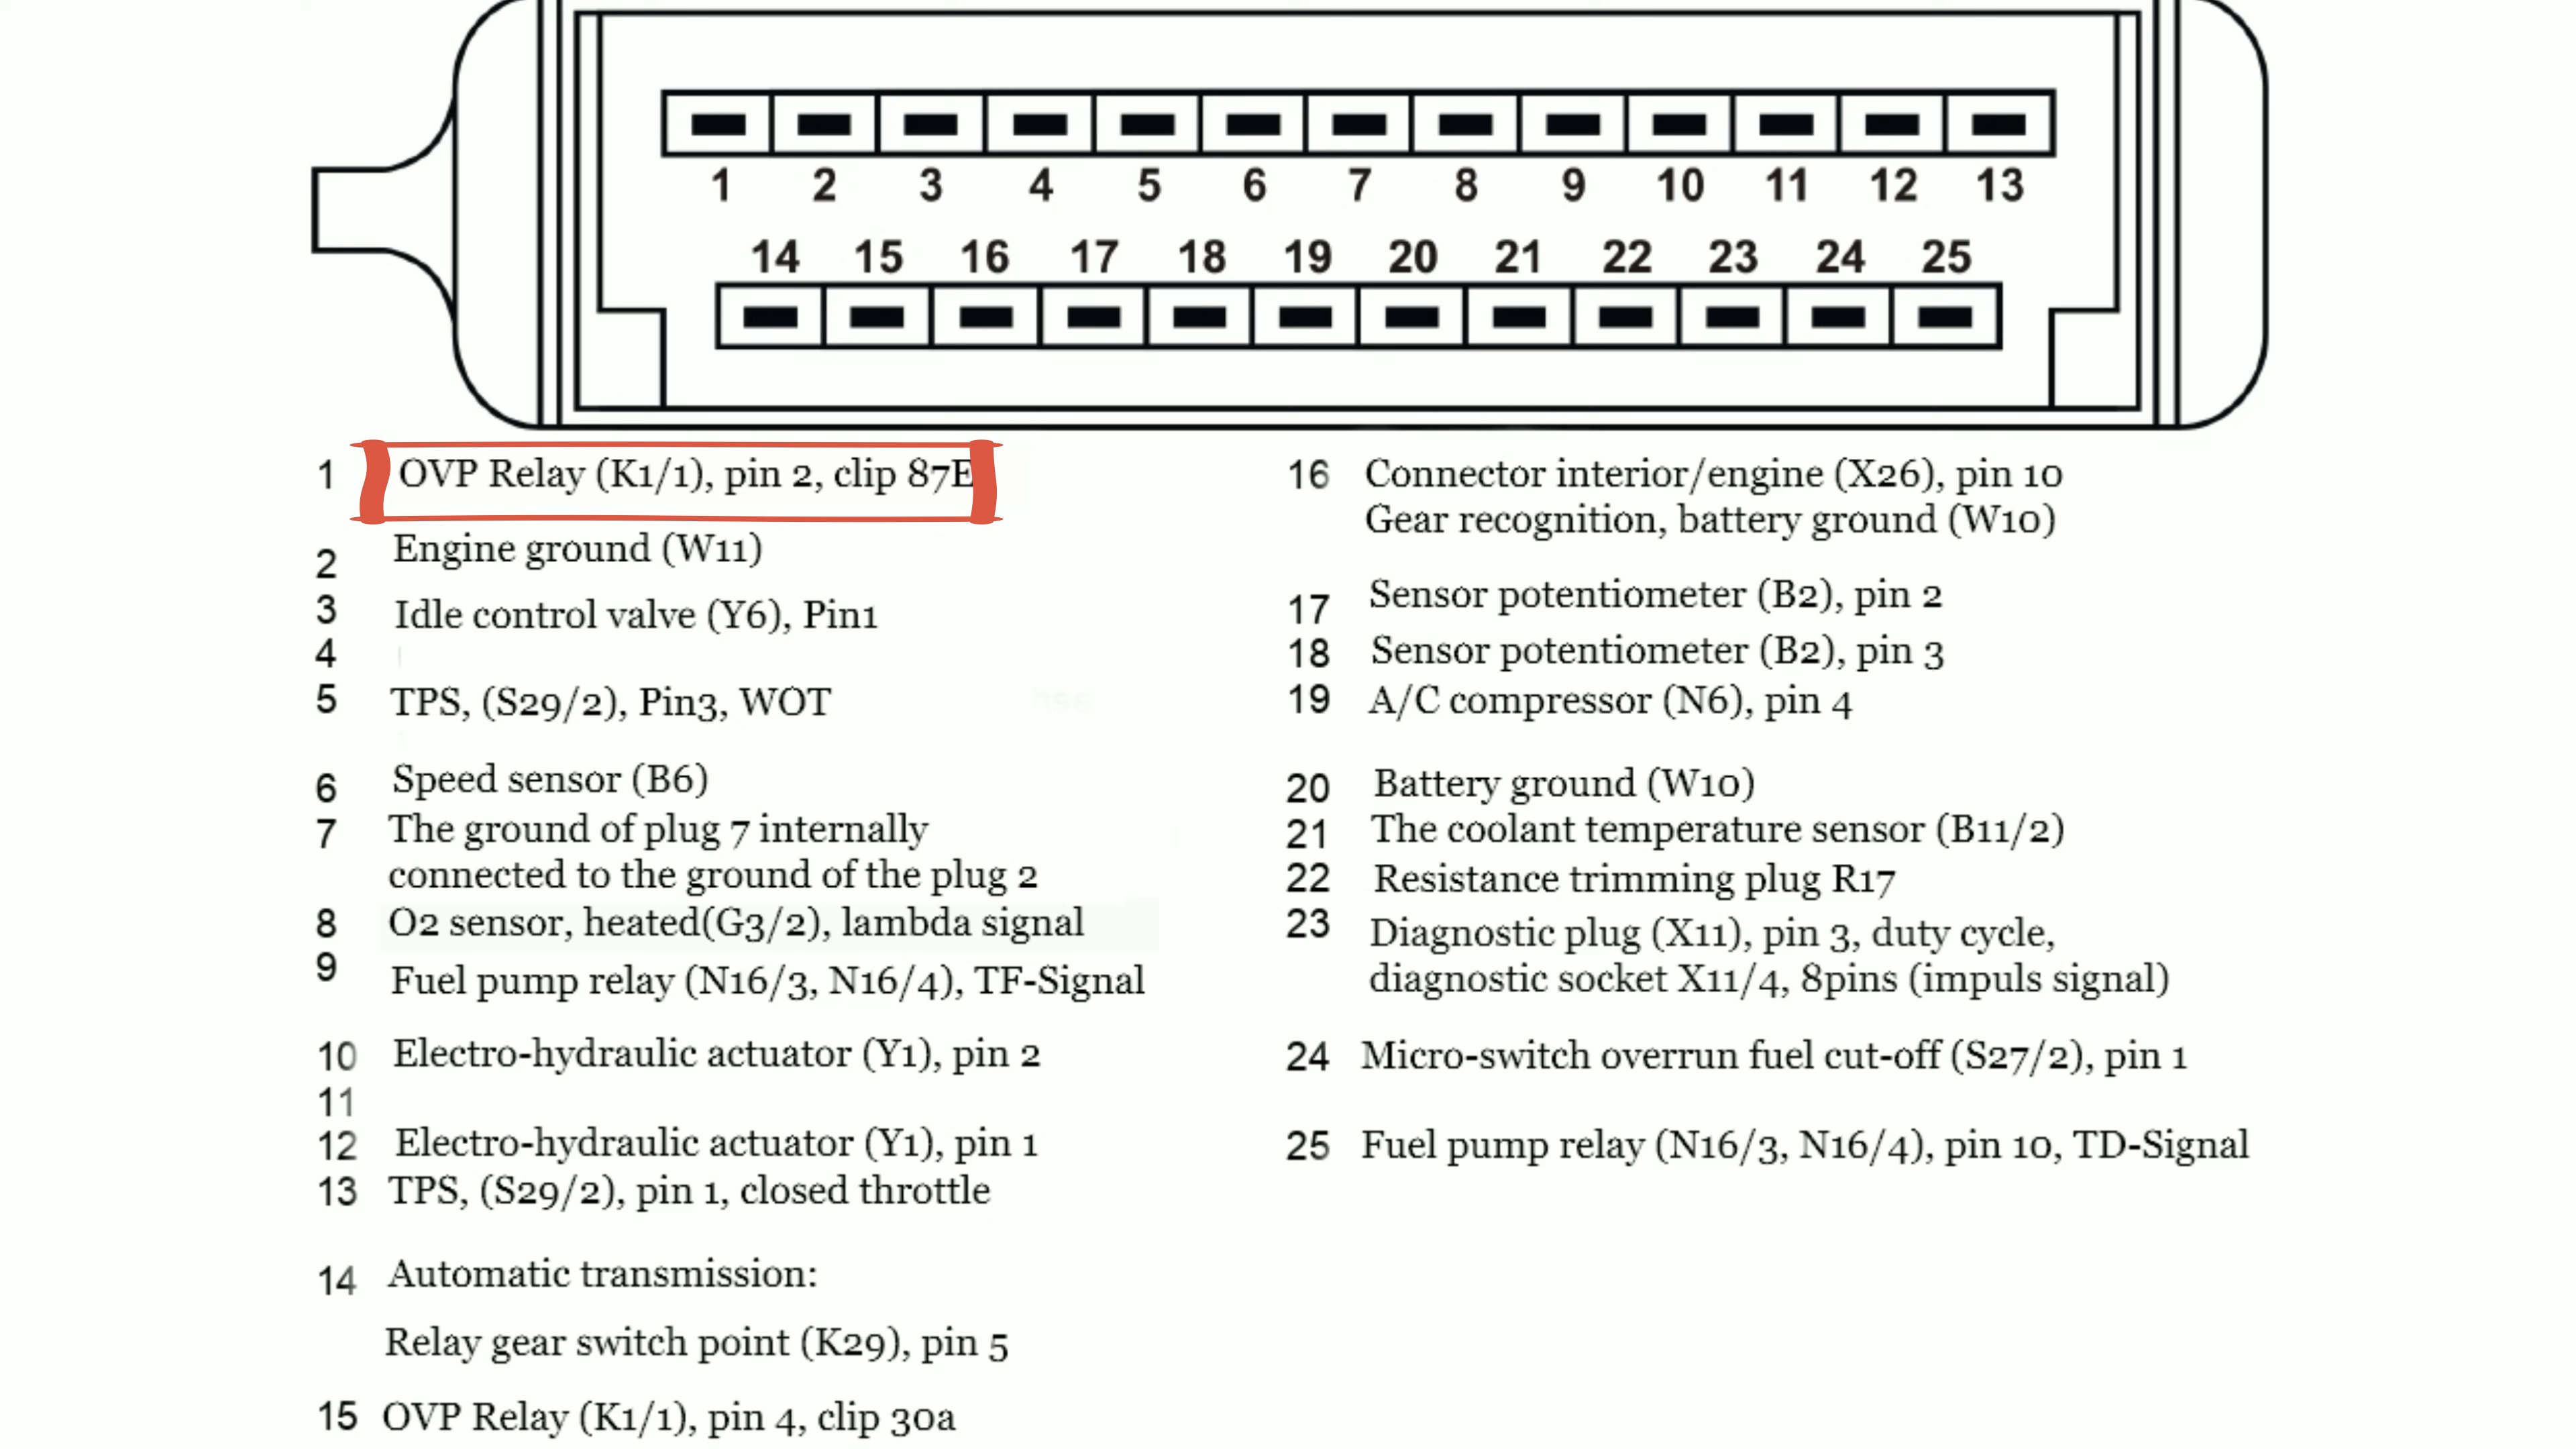 1 2 3 4 5 6 7 8 9 10 11 12 13
14 15 16 17 18 19 20 21 22 23 24 25
1 OVP Relay (K1/1), pin 2, clip 87E
2 Engine ground (W11)
3 Idle control valve (Y6), Pin1
4
5 TPS, (S29/2), Pin3, WOT
6 Speed sensor (B6)
7 The ground of plug 7 internally
connected to the ground of the plug 2
8 O2 sensor, heated(G3/2), lambda signal
9 Fuel pump relay (N16/3, N16/4), TF-Signal
10 Electro-hydraulic actuator (Y1), pin 2
11
12 Electro-hydraulic actuator (Y1), pin 1
13 TPS, (S29/2), pin 1, closed throttle
14 Automatic transmission:
Relay gear switch point (K29), pin 5
15 OVP Relay (K1/1), pin 4, clip 30a
16 Connector interior/engine (X26), pin 10
Gear recognition, battery ground (W10)
17 Sensor potentiometer (B2), pin 2
18 Sensor potentiometer (B2), pin 3
19 A/C compressor (N6), pin 4
20 Battery ground (W10)
21 The coolant temperature sensor (B11/2)
22 Resistance trimming plug R17
23 Diagnostic plug (X11), pin 3, duty cycle,
diagnostic socket X11/4, 8pins (impuls signal)
24 Micro-switch overrun fuel cut-off (S27/2), pin 1
25 Fuel pump relay (N16/3, N16/4), pin 10, TD-Signal